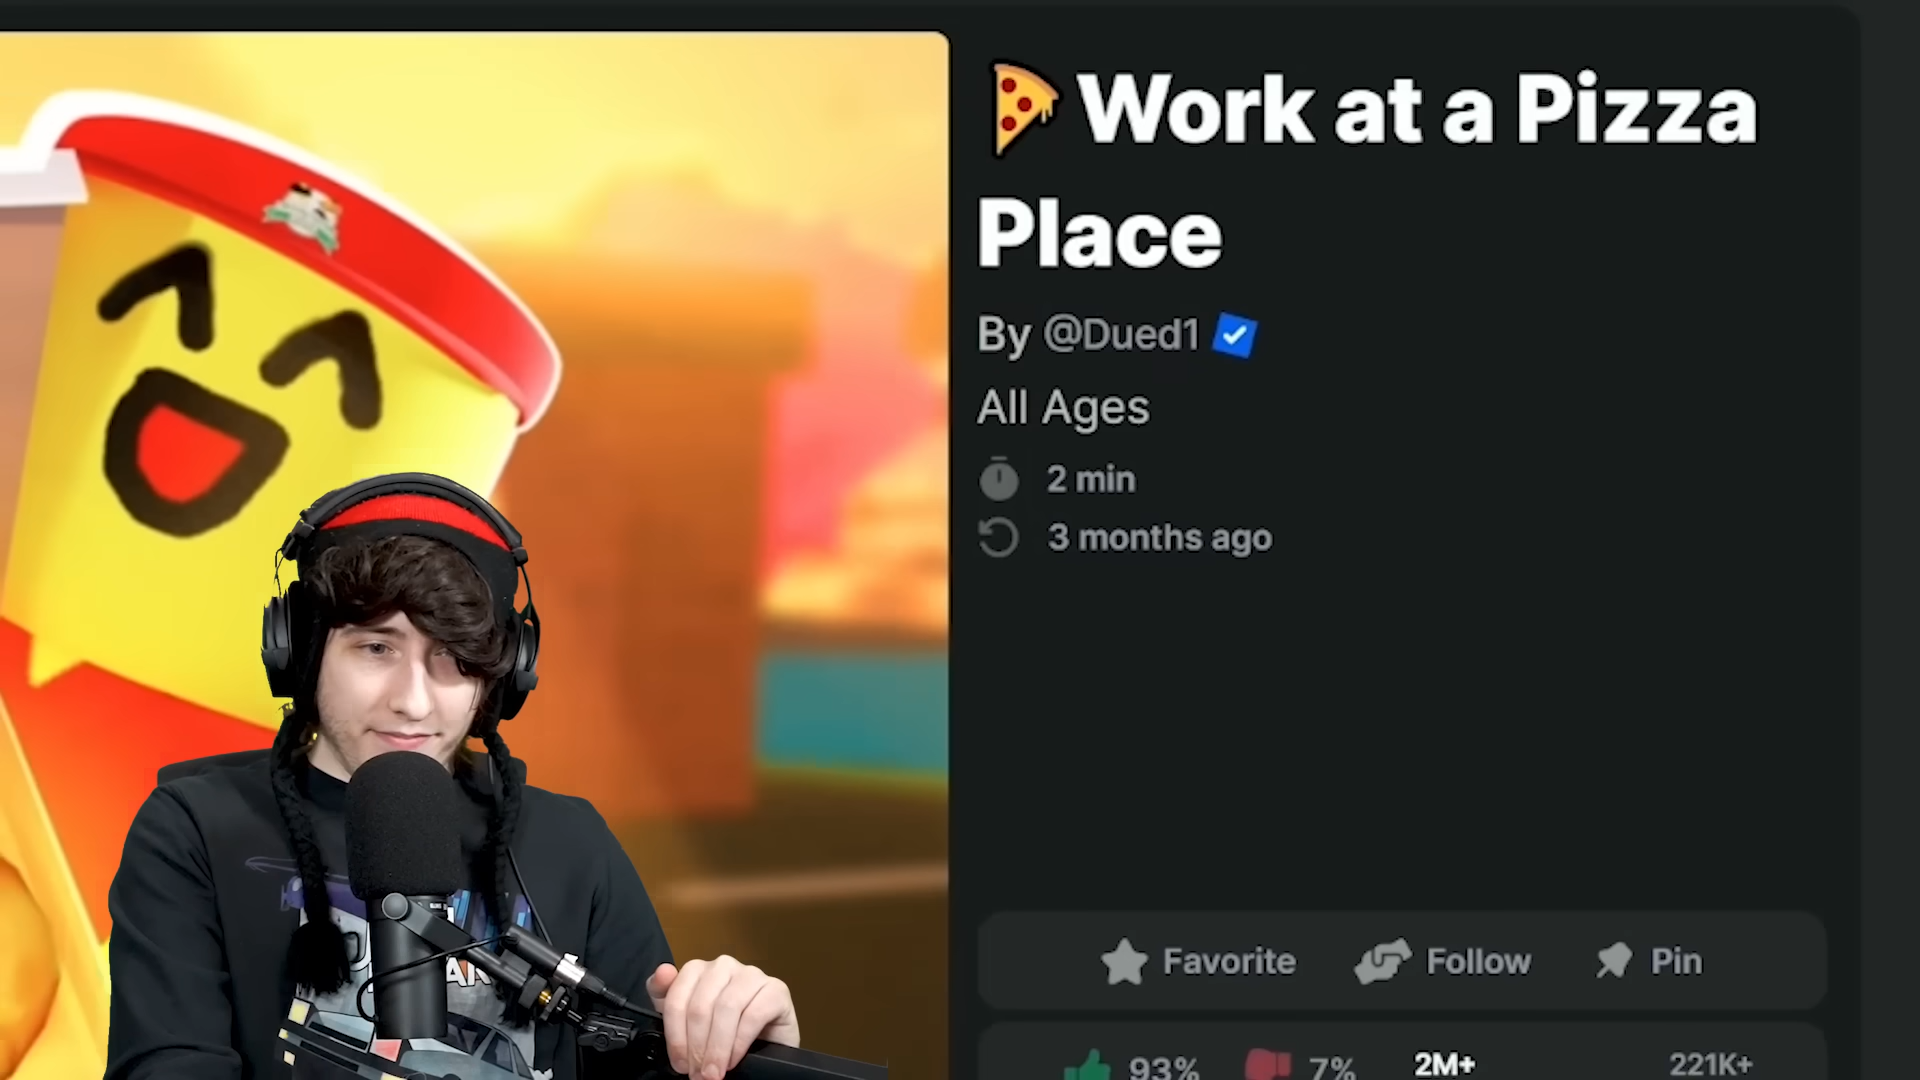 🍕 Work at a Pizza
Place
By @Dued1
All Ages
2 min
3 months ago
Favorite Follow Pin
93% 7% 2M+ 221K+